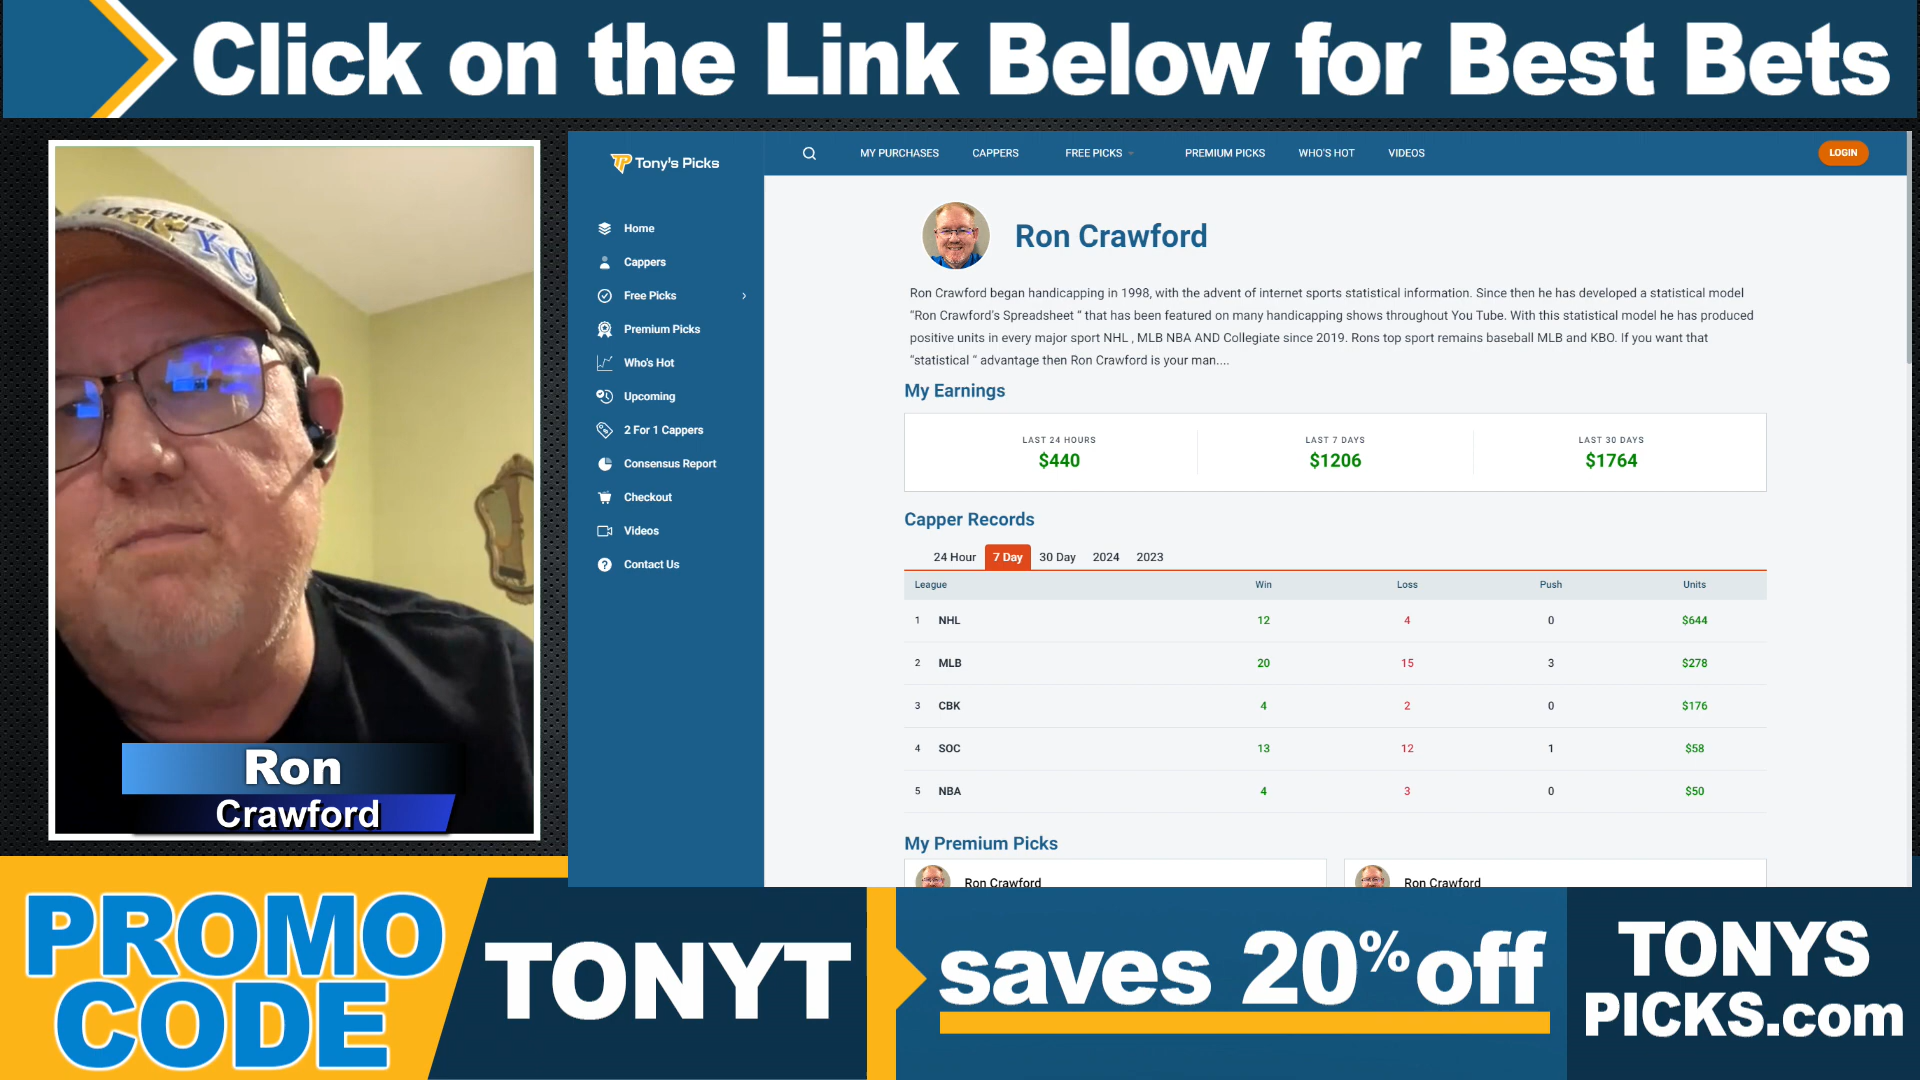 Click on the Link Below for Best Bets
Tony's Picks
MY PURCHASES
CAPPERS
FREE PICKS
PREMIUM PICKS
WHO'S HOT
VIDEOS
LOGIN
Home
Cappers
Free Picks
Premium Picks
Who's Hot
Upcoming
2 For 1 Cappers
Consensus Report
Checkout
Videos
Contact Us
Ron Crawford
Ron Crawford began handicapping in 1998, with the advent of internet sports statistical information. Since then he has developed a statistical model
"Ron Crawford's Spreadsheet " that has been featured on many handicapping shows throughout You Tube. With this statistical model he has produced
positive units in every major sport NHL , MLB NBA AND Collegiate since 2019. Rons top sport remains baseball MLB and KBO. If you want that
"statistical " advantage then Ron Crawford is your man....
My Earnings
LAST 24 HOURS
$440
LAST 7 DAYS
$1206
LAST 30 DAYS
$1764
Capper Records
24 Hour 7 Day 30 Day 2024 2023
League Win Loss Push Units
1 NHL 12 4 0 $644
2 MLB 20 15 3 $278
3 CBK 4 2 0 $176
4 SOC 13 12 1 $58
5 NBA 4 3 0 $50
My Premium Picks
Ron Crawford
Ron Crawford
SERIES
KC
Ron
Crawford
PROMO
CODE
TONYT
saves 20% off
TONYS
PICKS.com